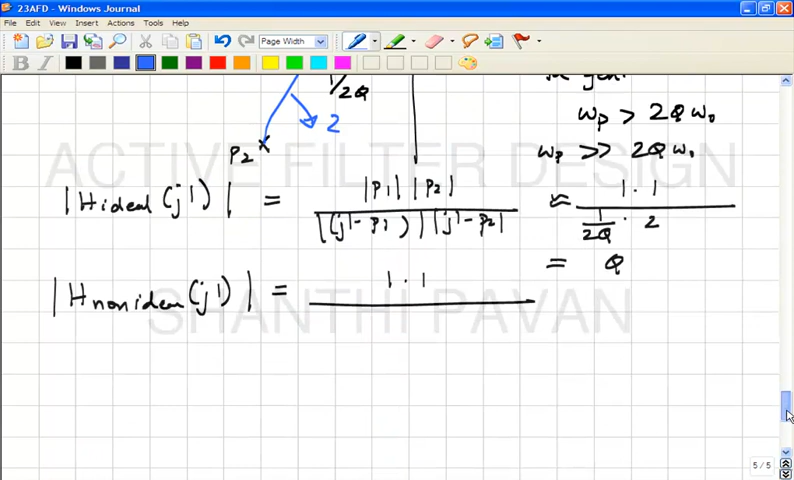 23AFD - Windows Journal
File Edit View Insert Actions Tools Help
Page Width
B I
1/2Q
ωp > 2Q ω₀
2
p2 ×
ωp >> 2Q ω₀
ACTIVE FILTER DESIGN
|Hideal(j1)| = |p1| |p2| / |(j1-p1)| |j1-p2| ≈ 1·1 / (1/2Q · 2)
= Q
|Hnonideal(j1)| = 1·1
SHANTHI PAVAN
5 / 5